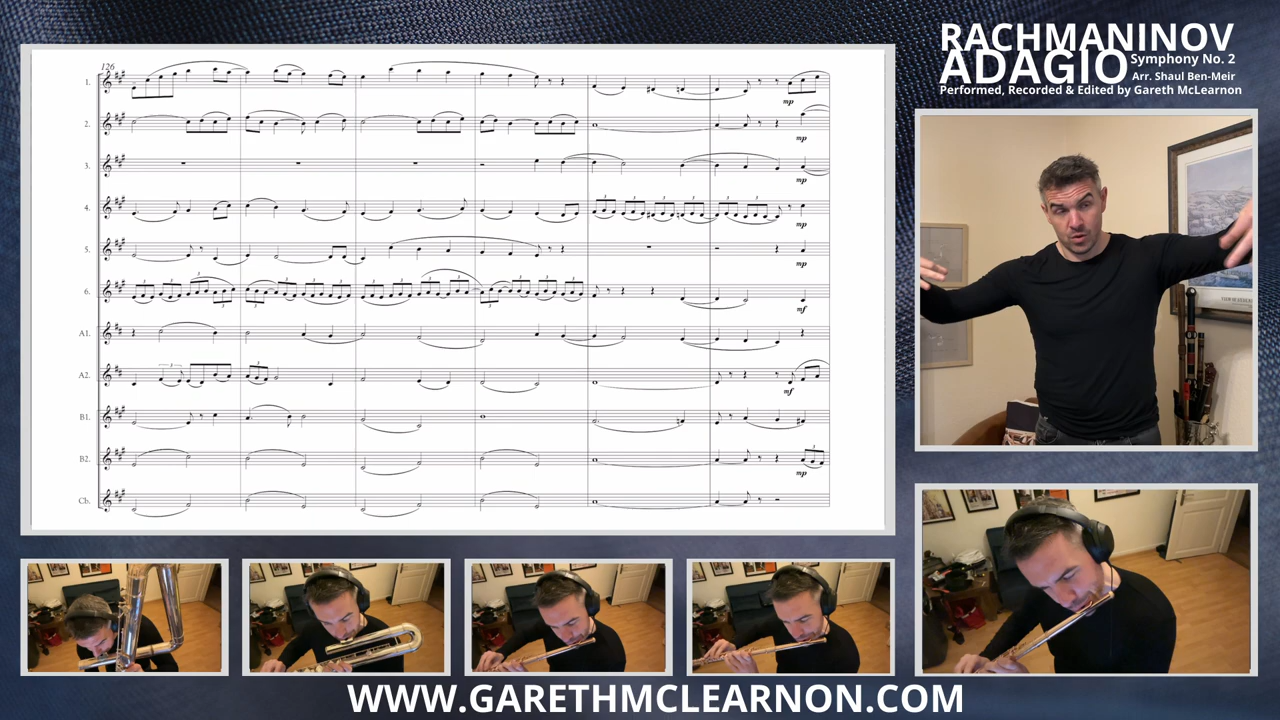 RACHMANINOV
ADAGIO
Symphony No. 2
Arr. Shaul Ben-Meir
Performed, Recorded & Edited by Gareth McLearnon
126
1.
2.
3.
4.
5.
6.
A1.
A2.
B1.
B2.
Cb.
mp
mp
mp
mp
mp
mf
mf
mp
WWW.GARETHMCLEARNON.COM